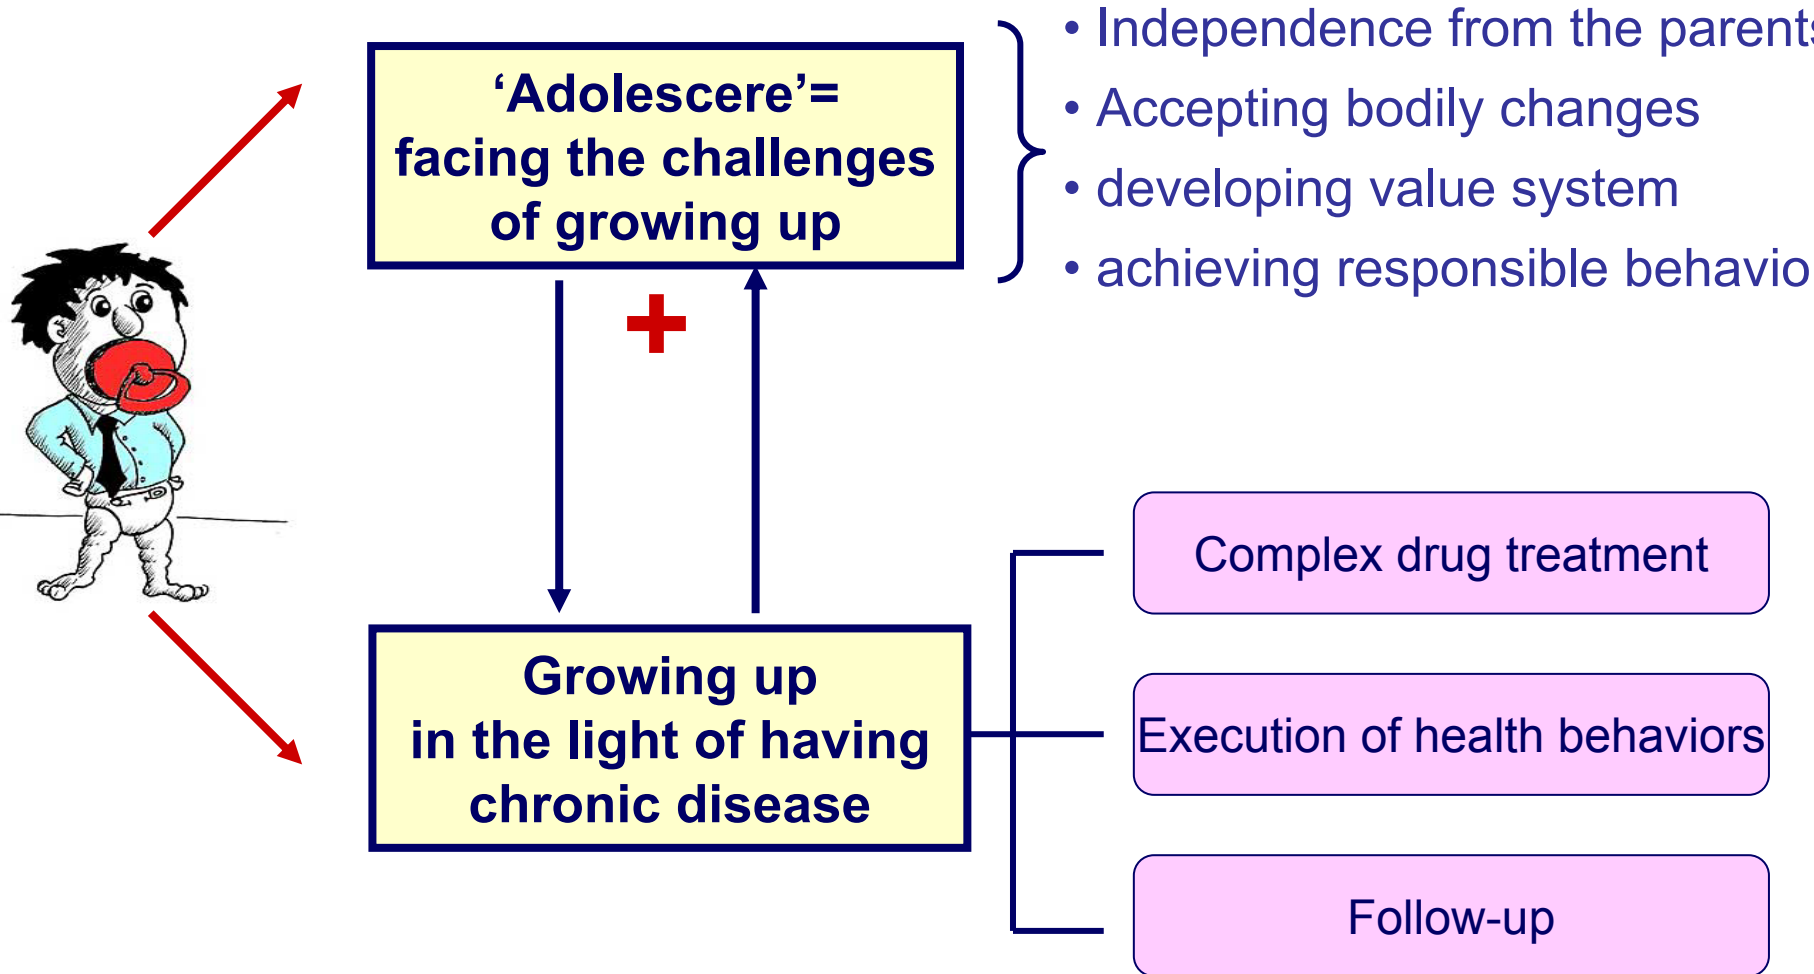 • Independence from the parents
‘Adolescere’=
facing the challenges
of growing up
• Accepting bodily changes
• developing value system
• achieving responsible behavio
+
Growing up
in the light of having
chronic disease
Complex drug treatment
Execution of health behaviors
Follow-up